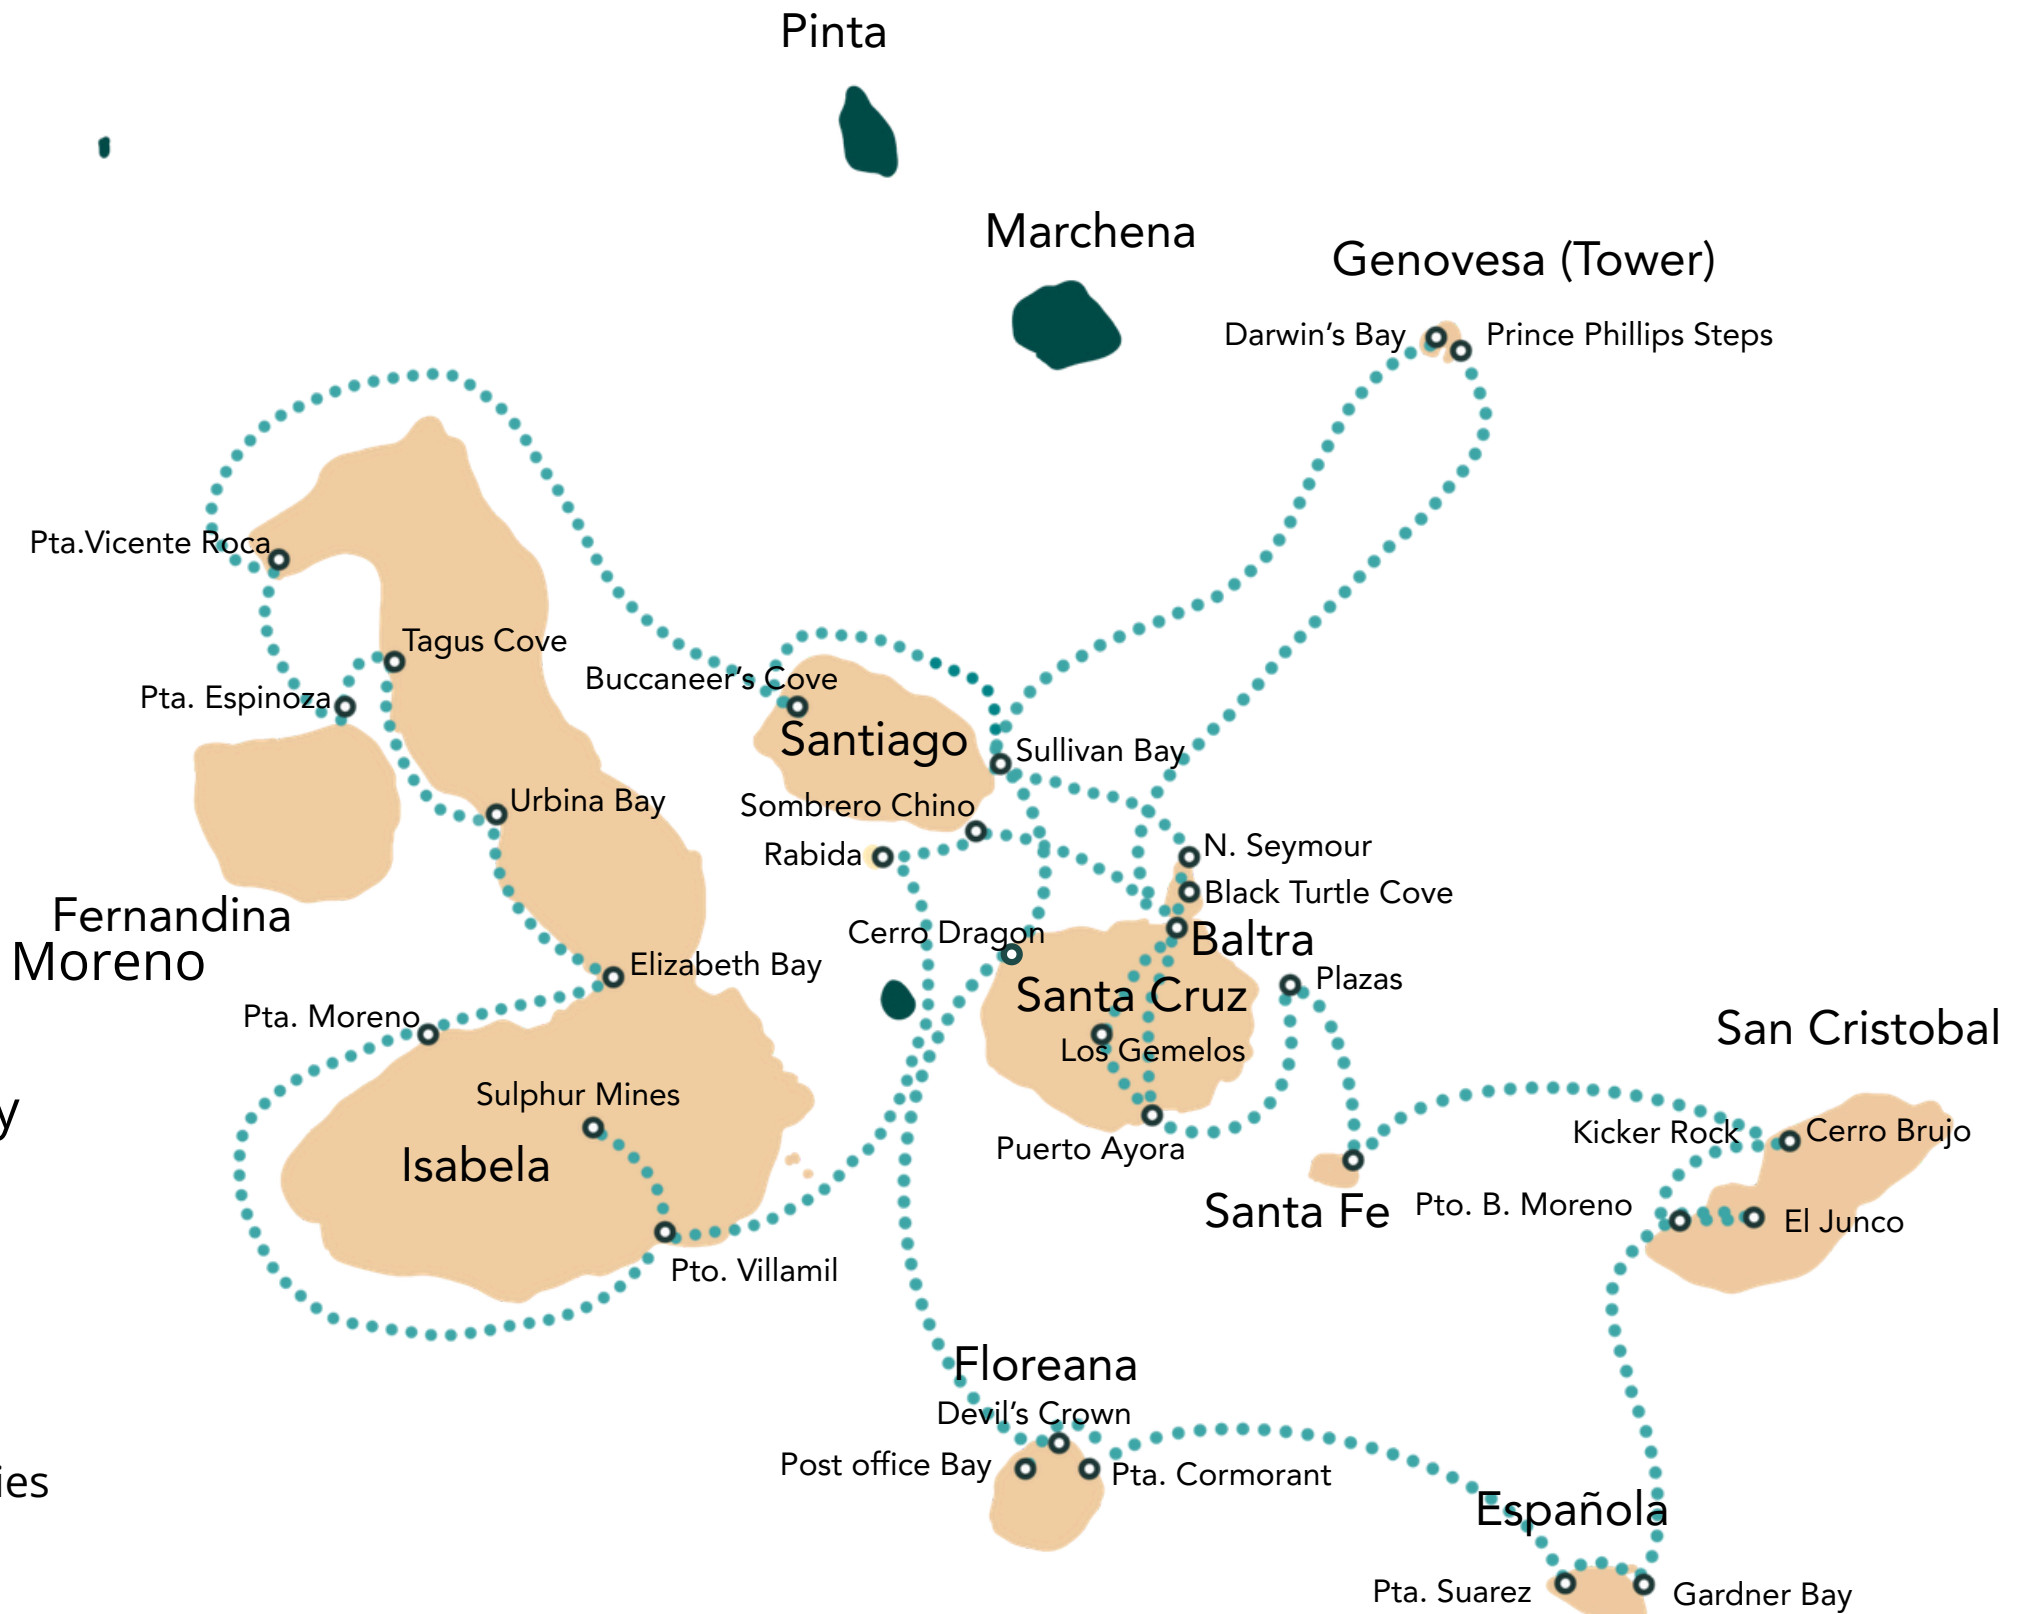 Pinta
Marchena
Genovesa (Tower)
Darwin's Bay
Prince Phillips Steps
Pta.Vicente Roca
Tagus Cove
Buccaneer's Cove
Pta. Espinoza
Santiago
Sullivan Bay
Urbina Bay
Sombrero Chino
Rabida
N. Seymour
Black Turtle Cove
Fernandina
Moreno
Cerro Dragon
Baltra
Elizabeth Bay
Plazas
Santa Cruz
Pta. Moreno
Los Gemelos
San Cristobal
Sulphur Mines
y
Isabela
Puerto Ayora
Kicker Rock
Cerro Brujo
Santa Fe
Pto. B. Moreno
El Junco
Pto. Villamil
Floreana
Devil's Crown
Post office Bay
Pta. Cormorant
ies
Española
Pta. Suarez
Gardner Bay